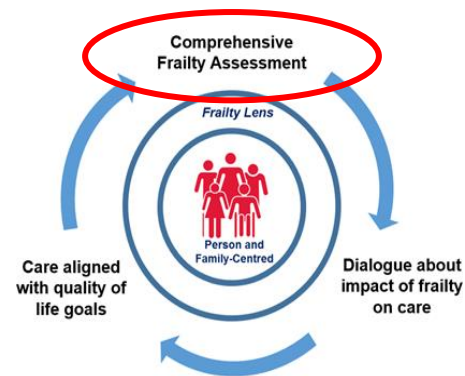 Comprehensive
Frailty Assessment
Frailty Lens
Person and
Family-Centred
Dialogue about
impact of frailty
on care
Care aligned
with quality of
life goals